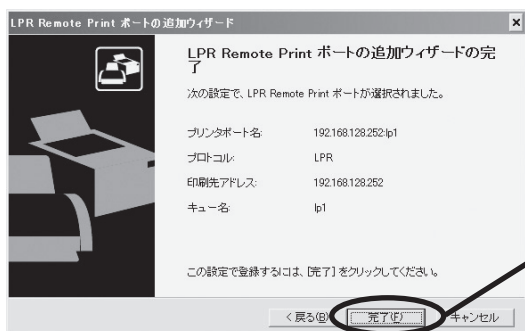 LPR Remote Print ポートの追加ウィザード
LPR Remote Print ポートの追加ウィザードの完
了
次の設定で、LPR Remote Print ポートが選択されました。
プリンタポート名: 192.168.128.252:lp1
プロトコル: LPR
印刷先アドレス: 192.168.128.252
キュー名: lp1
この設定で登録するには、[完了] をクリックしてください。
< 戻る(B) 完了(F) キャンセル